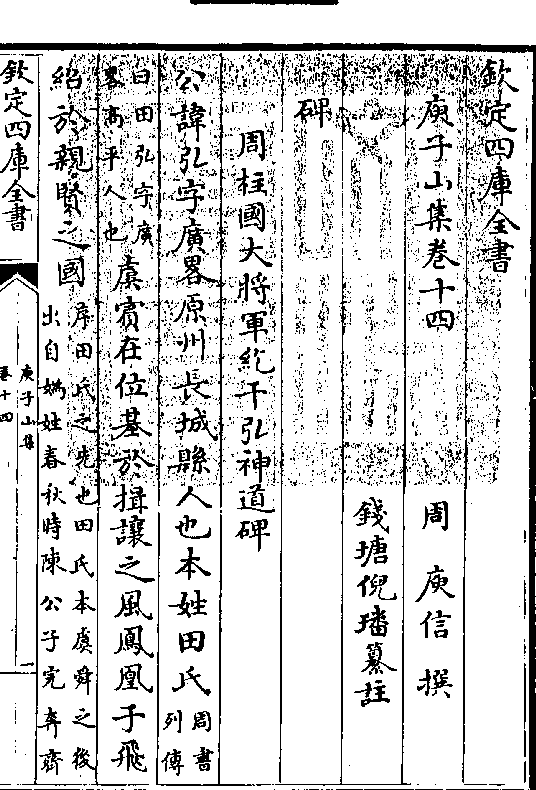 欽定四庫全書
庾子山集卷十四
周 庾信 撰
錢塘倪璠纂註
碑
周柱國大將軍紇干弘神道碑
公諱弘字廣畧原州長城縣人也本姓田氏周書列傳
曰田弘字廣畧高平人也虞賓在位基於揖讓之風鳳凰于飛
紹於親賢之國序田氏之先也田氏本虞舜之後出自媯姓春秋時陳公子完奔齊
欽定四庫全書
庾子山集
卷十四
一